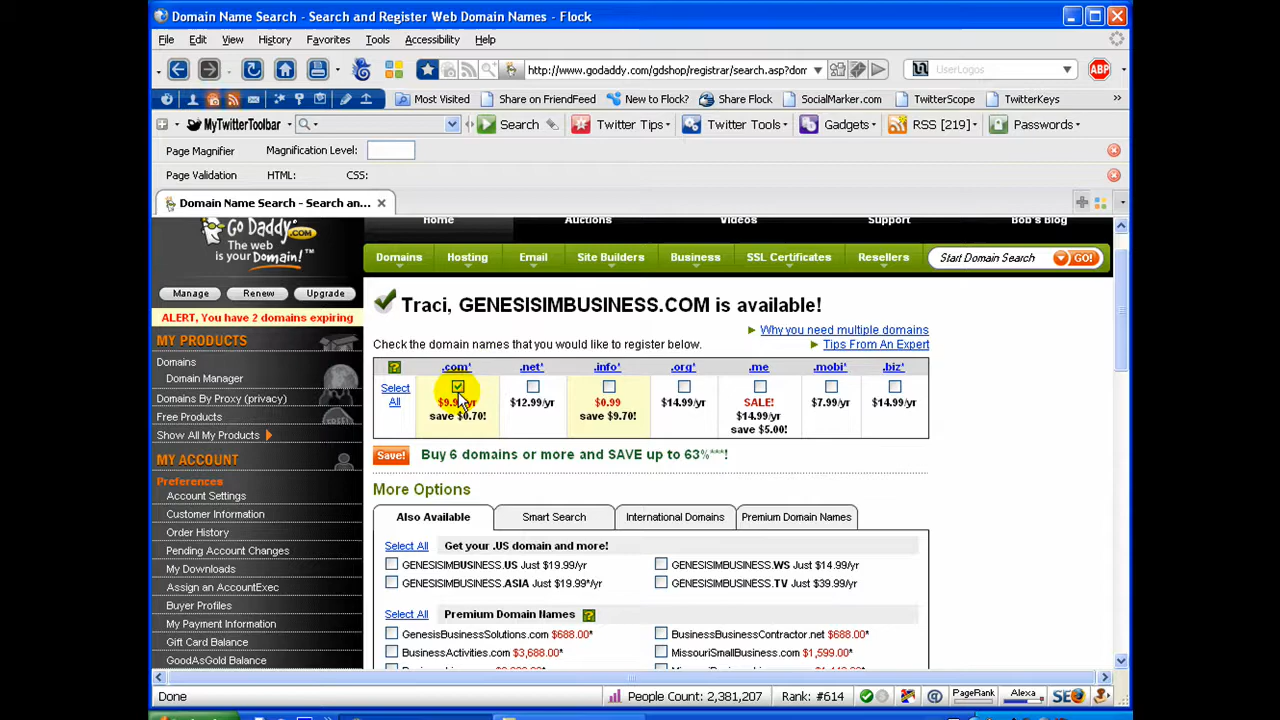 Domain Name Search - Search and Register Web Domain Names - Flock
File Edit View History Favorites Tools Accessibility Help
http://www.godaddy.com/gdshop/registrar/search.asp?dom
UserLogos
ABP
Most Visited Share on FriendFeed New to Flock? Share Flock SocialMarker.com TwitterScope TwitterKeys »
MyTwitterToolbar Search Twitter Tips Twitter Tools Gadgets RSS [219] Passwords
Page Magnifier Magnification Level:
Page Validation HTML: CSS:
Domain Name Search - Search an...
Home Auctions Videos Support Bob's Blog
Go Daddy .COM
The web
is your Domain!™
Domains Hosting Email Site Builders Business SSL Certificates Resellers Start Domain Search GO!
Manage Renew Upgrade
ALERT, You have 2 domains expiring
Traci, GENESISIMBUSINESS.COM is available!
Why you need multiple domains
Check the domain names that you would like to register below.
Tips From An Expert
.com* .net* .info* .org* .me .mobi* .biz*
Select All
save $0.70!
$12.99/yr
$0.99
save $9.70!
$14.99/yr
SALE!
$14.99/yr
save $5.00!
$7.99/yr
$14.99/yr
Save! Buy 6 domains or more and SAVE up to 63%***!
More Options
Also Available Smart Search International Domains Premium Domain Names
Select All Get your .US domain and more!
GENESISIMBUSINESS.US Just $19.99/yr GENESISIMBUSINESS.WS Just $14.99/yr
GENESISIMBUSINESS.ASIA Just $19.99*/yr GENESISIMBUSINESS.TV Just $39.99/yr
Select All Premium Domain Names
GenesisBusinessSolutions.com $688.00* BusinessBusinessContractor.net $688.00*
BusinessActivities.com $3,688.00* MissouriSmallBusiness.com $1,599.00*
MY PRODUCTS
Domains
Domain Manager
Domains By Proxy (privacy)
Free Products
Show All My Products
MY ACCOUNT
Preferences
Account Settings
Customer Information
Order History
Pending Account Changes
My Downloads
Assign an AccountExec
Buyer Profiles
My Payment Information
Gift Card Balance
GoodAsGold Balance
Done People Count: 2,381,207 Rank: #614 PageRank Alexa SEO